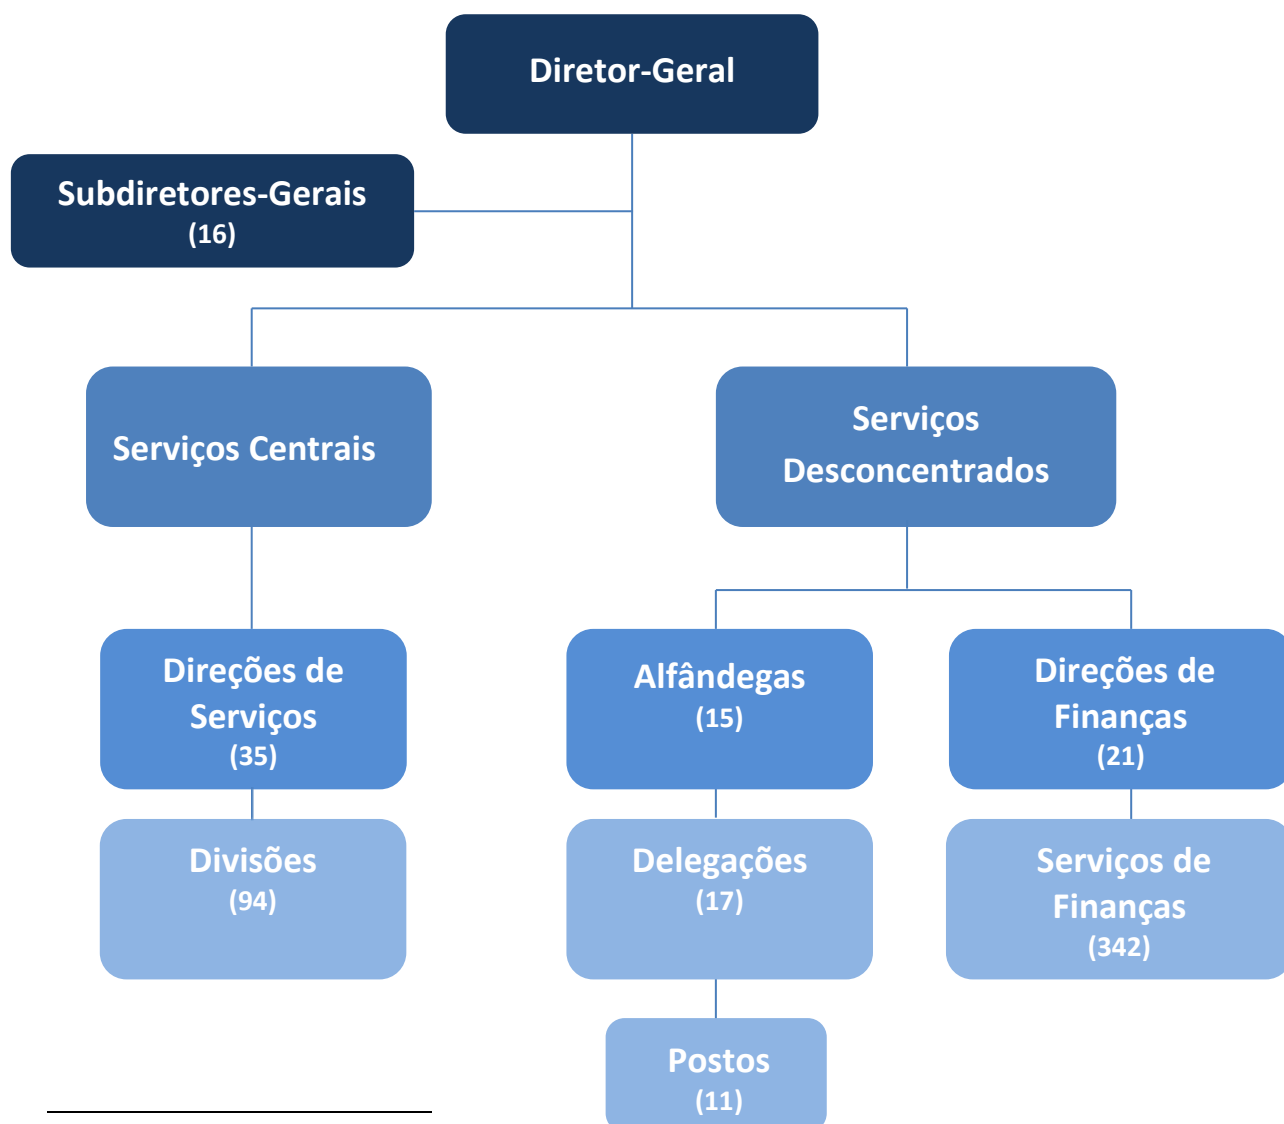 Diretor-Geral
Subdiretores-Gerais
(16)
Serviços Centrais
Serviços
Desconcentrados
Direções de
Serviços
(35)
Alfândegas
(15)
Direções de
Finanças
(21)
Divisões
(94)
Delegações
(17)
Serviços de
Finanças
(342)
Postos
(11)